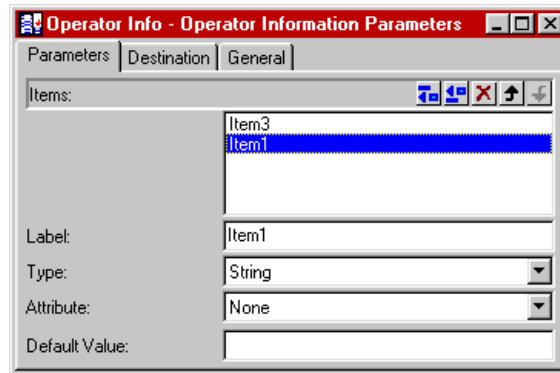 Operator Info - Operator Information Parameters
Parameters Destination General
Items:
Item3
Item1
Label: Item1
Type: String
Attribute: None
Default Value: